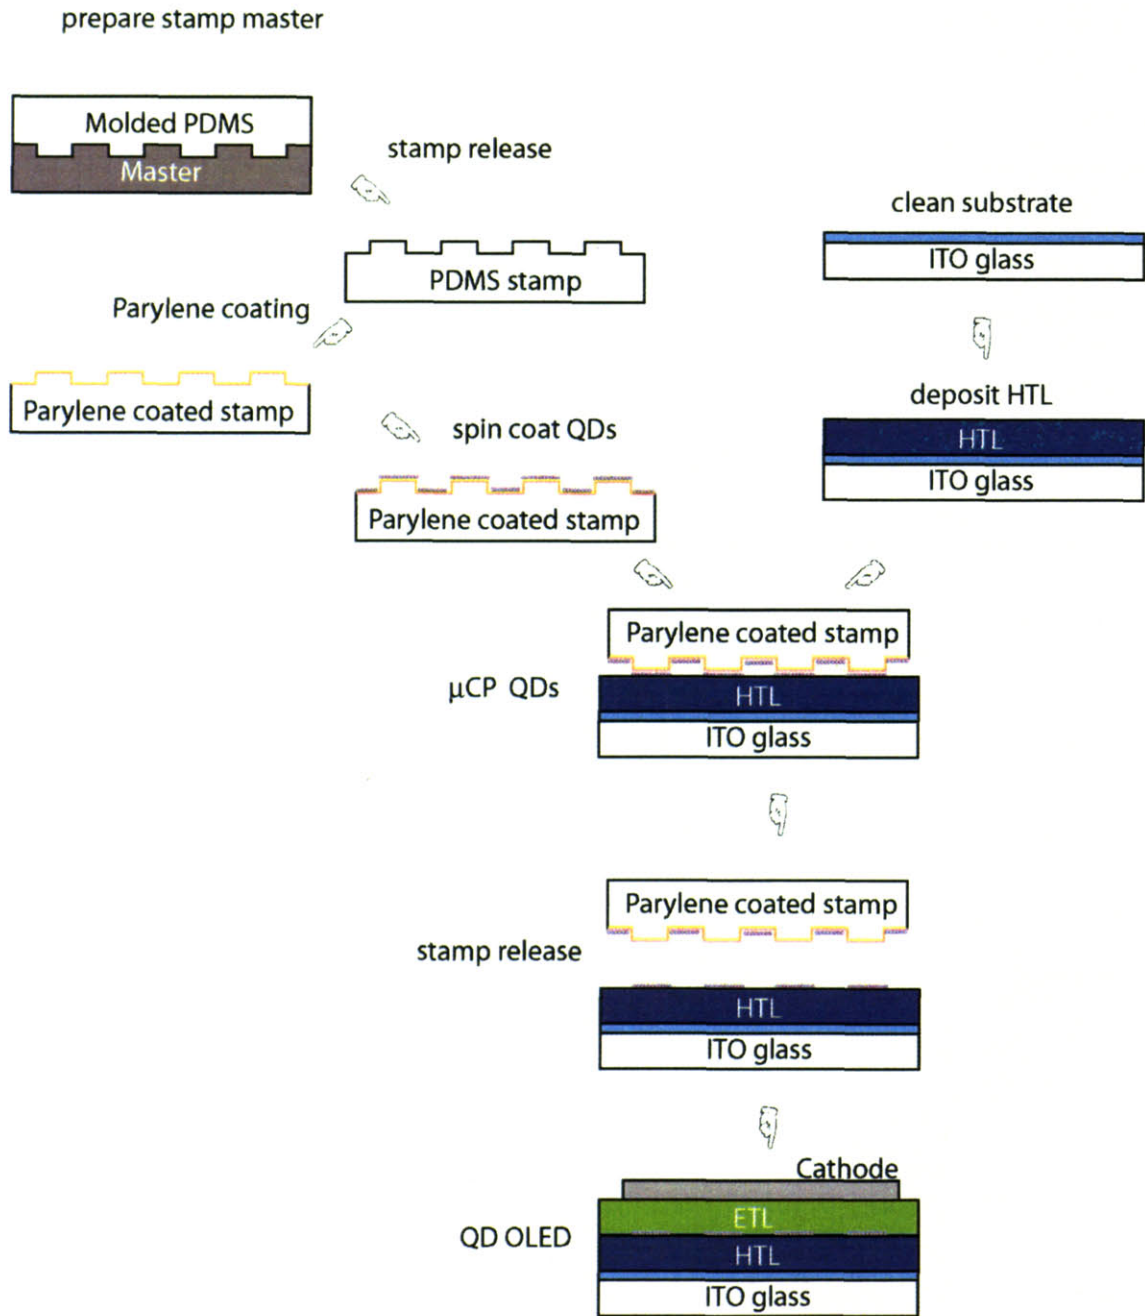 prepare stamp master
Molded PDMS
Master
stamp release
PDMS stamp
Parylene coating
Parylene coated stamp
spin coat QDs
Parylene coated stamp
clean substrate
ITO glass
deposit HTL
HTL
ITO glass
Parylene coated stamp
μCP QDs
HTL
ITO glass
Parylene coated stamp
stamp release
HTL
ITO glass
Cathode
ETL
QD OLED
HTL
ITO glass